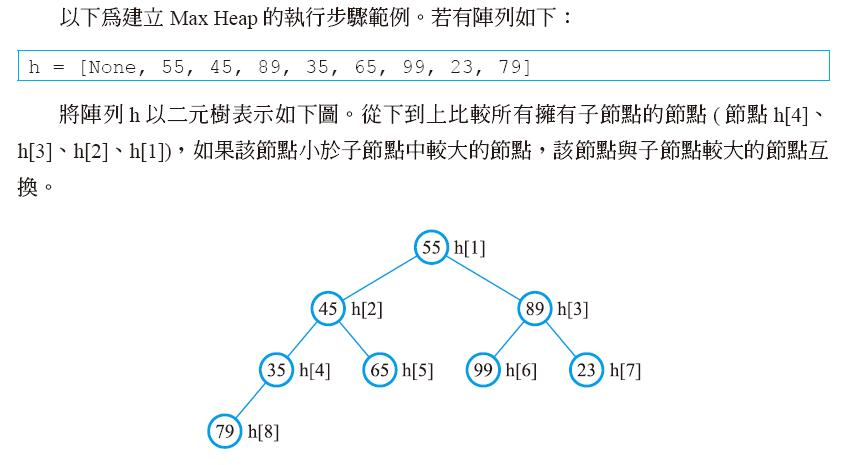 以下為建立 Max Heap 的執行步驟範例。若有陣列如下：
h = [None, 55, 45, 89, 35, 65, 99, 23, 79]
將陣列 h 以二元樹表示如下圖。從下到上比較所有擁有子節點的節點 ( 節點 h[4]、
h[3]、h[2]、h[1])，如果該節點小於子節點中較大的節點，該節點與子節點較大的節點互
換。
55 h[1]
45 h[2] 89 h[3]
35 h[4] 65 h[5] 99 h[6] 23 h[7]
79 h[8]